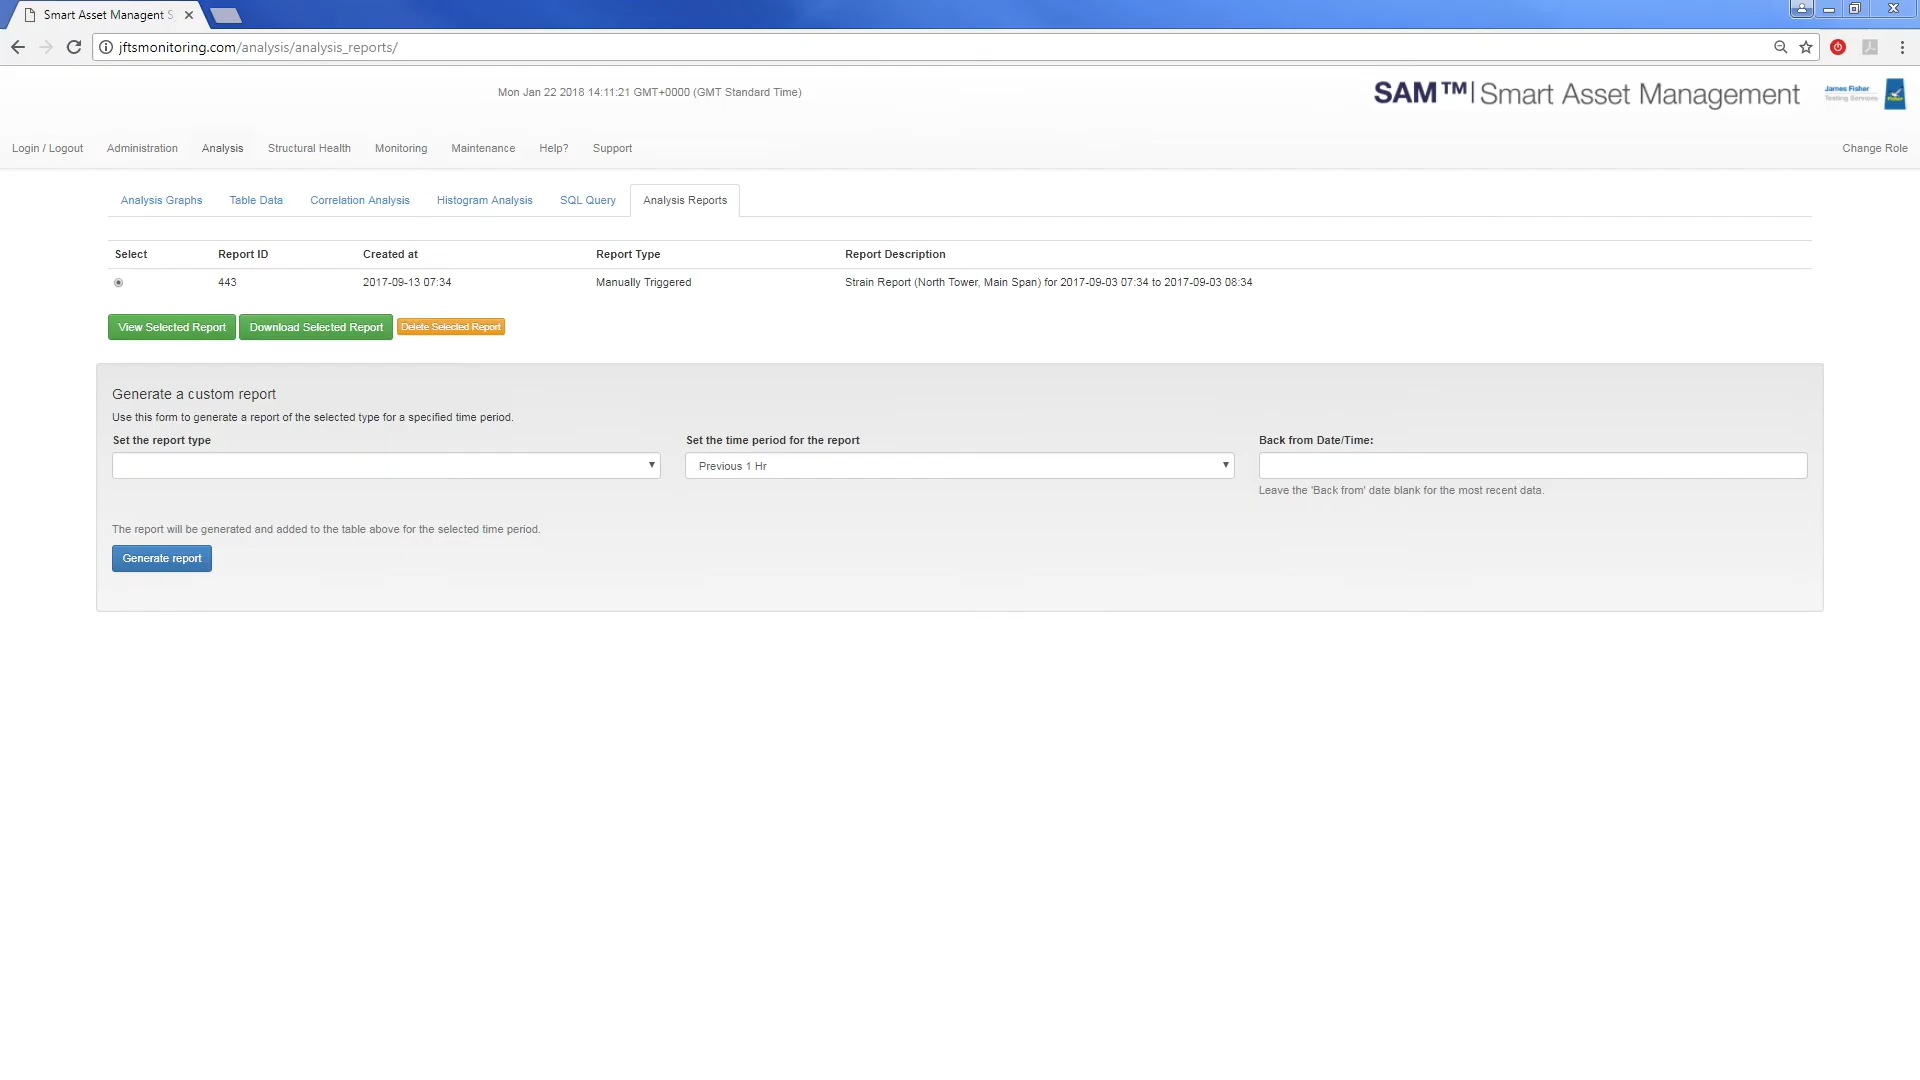 Smart Asset Managent S
jftsmonitoring.com/analysis/analysis_reports/
Mon Jan 22 2018 14:11:21 GMT+0000 (GMT Standard Time)
SAM™ | Smart Asset Management
James Fisher
Testing Services
Login / Logout Administration Analysis Structural Health Monitoring Maintenance Help? Support Change Role
Analysis Graphs Table Data Correlation Analysis Histogram Analysis SQL Query Analysis Reports
Select Report ID Created at Report Type Report Description
443 2017-09-13 07:34 Manually Triggered Strain Report (North Tower, Main Span) for 2017-09-03 07:34 to 2017-09-03 08:34
View Selected Report Download Selected Report Delete Selected Report
Generate a custom report
Use this form to generate a report of the selected type for a specified time period.
Set the report type Set the time period for the report Back from Date/Time:
Previous 1 Hr
Leave the 'Back from' date blank for the most recent data.
The report will be generated and added to the table above for the selected time period.
Generate report